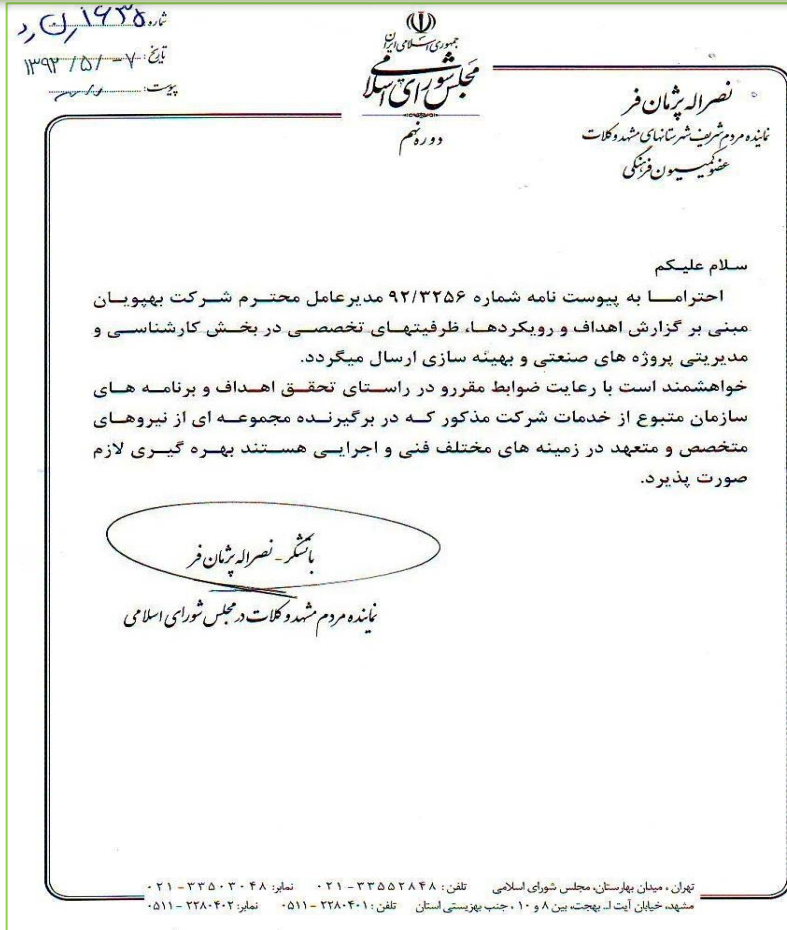 شماره: ۱۶۳۵
تاریخ: ۱۳۹۲/۵/-۷
پیوست:
جمهوری اسلامی ایران
مجلس شورای اسلامی
دوره نهم
نصراله پژمان فر
نماینده مردم شریف شهرستانهای مشهد و کلات
عضو کمیسیون فرهنگی
سلام علیکم
احتراما به پیوست نامه شماره ۹۲/۳۲۵۶ مدیرعامل محترم شرکت بهپویان
مبنی بر گزارش اهداف و رویکردها، ظرفیتهای تخصصی در بخش کارشناسی و
مدیریتی پروژه های صنعتی و بهینه سازی ارسال میگردد.
خواهشمند است با رعایت ضوابط مقررو در راستای تحقق اهداف و برنامه های
سازمان متبوع از خدمات شرکت مذکور که در برگیرنده مجموعه ای از نیروهای
متخصص و متعهد در زمینه های مختلف فنی و اجرایی هستند بهره گیری لازم
صورت پذیرد.
باتشکر - نصراله پژمان فر
نماینده مردم مشهد و کلات در مجلس شورای اسلامی
تهران ، میدان بهارستان، مجلس شورای اسلامی تلفن: ۳۳۵۵۲۸۴۸ - ۰۲۱ نمابر: ۳۳۵۰۳۰۴۸ - ۰۲۱
مشهد، خیابان آیت ا... بهجت، بین ۸ و ۱۰ ، جنب بهزیستی استان تلفن: ۲۲۸۰۴۰۱ - ۰۵۱۱ نمابر: ۲۲۸۰۴۰۲ - ۰۵۱۱